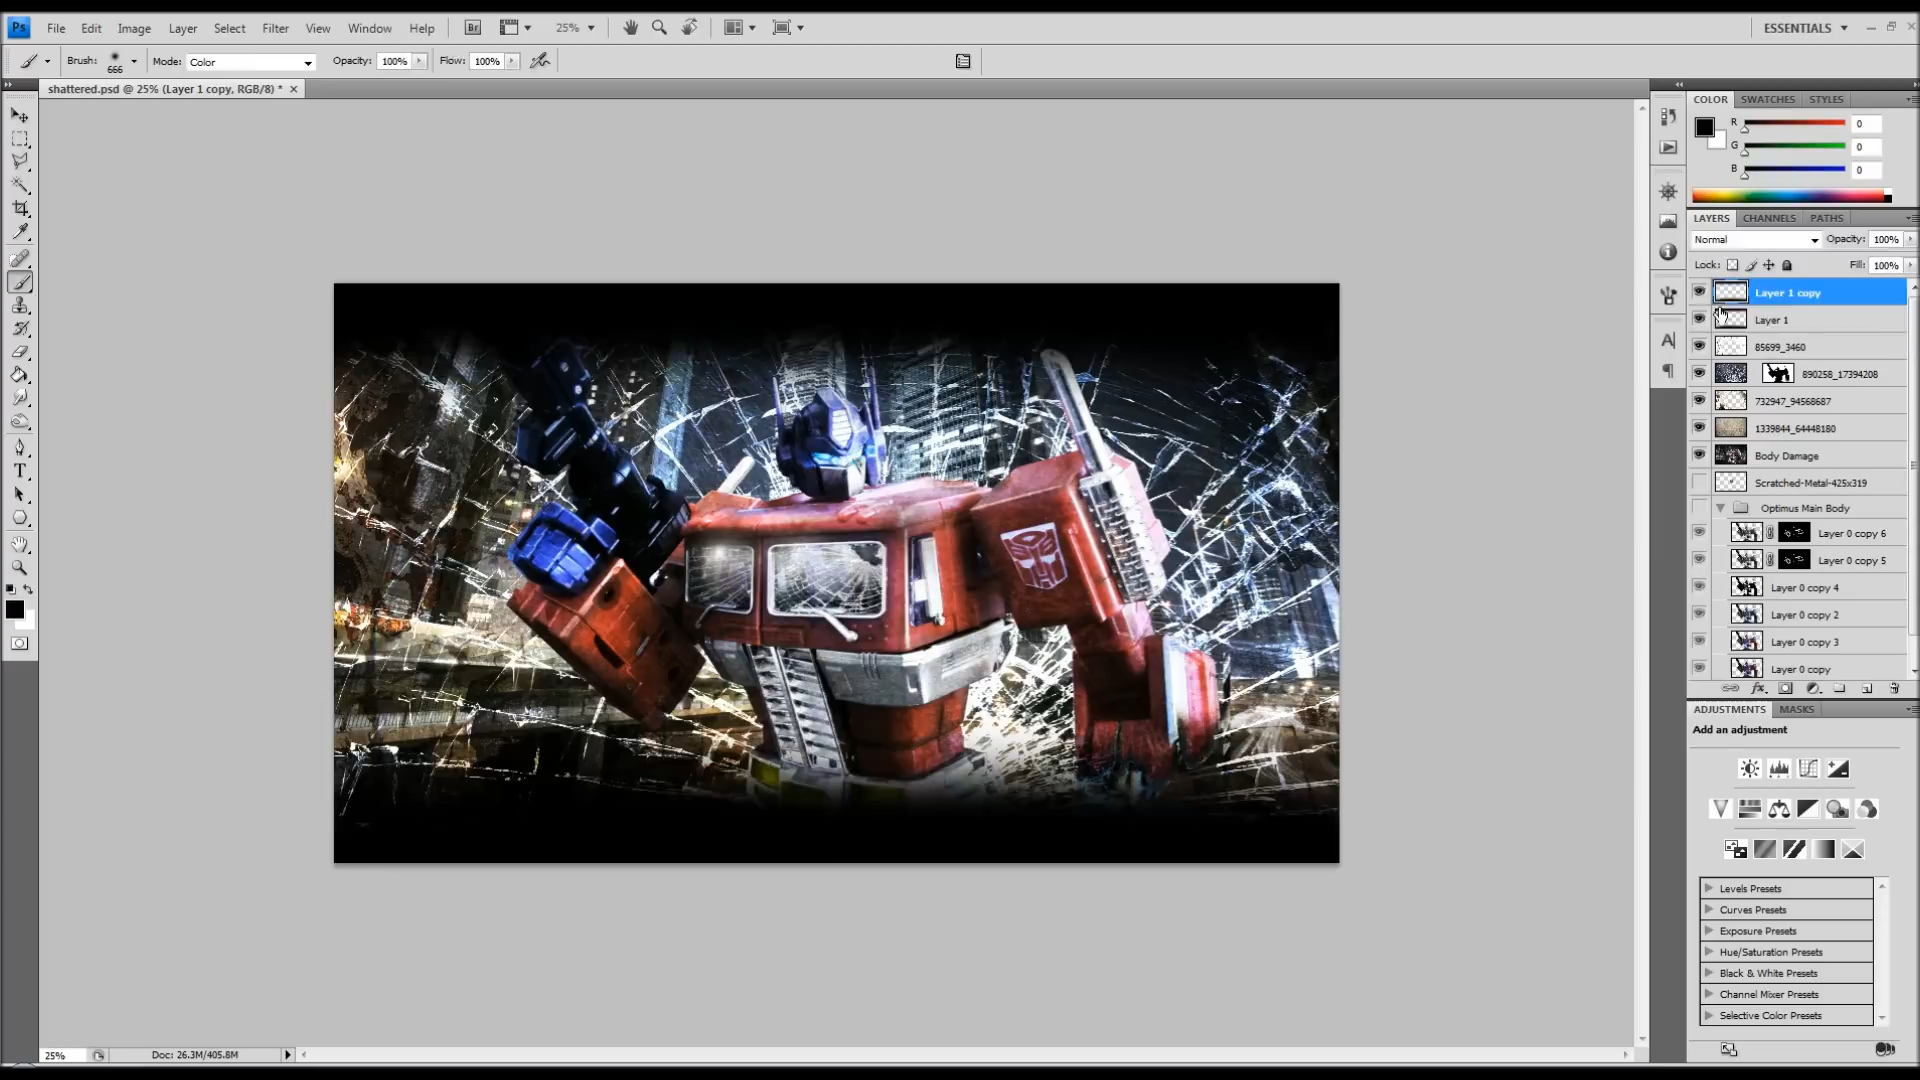 Ps File Edit Image Layer Select Filter View Window Help Br 25% ESSENTIALS
Brush: 666 Mode: Color Opacity: 100% Flow: 100%
shattered.psd @ 25% (Layer 1 copy, RGB/8) *
COLOR SWATCHES STYLES
R 0
G 0
B 0
LAYERS CHANNELS PATHS
Normal Opacity: 100%
Lock: Fill: 100%
Layer 1 copy
Layer 1
85699_3460
890258_17394208
732947_94568687
1339844_64448180
Body Damage
Scratched-Metal-425x319
Optimus Main Body
Layer 0 copy 6
Layer 0 copy 5
Layer 0 copy 4
Layer 0 copy 2
Layer 0 copy 3
Layer 0 copy
fx
ADJUSTMENTS MASKS
Add an adjustment
Levels Presets
Curves Presets
Exposure Presets
Hue/Saturation Presets
Black & White Presets
Channel Mixer Presets
Selective Color Presets
25% Doc: 26.3M/405.8M